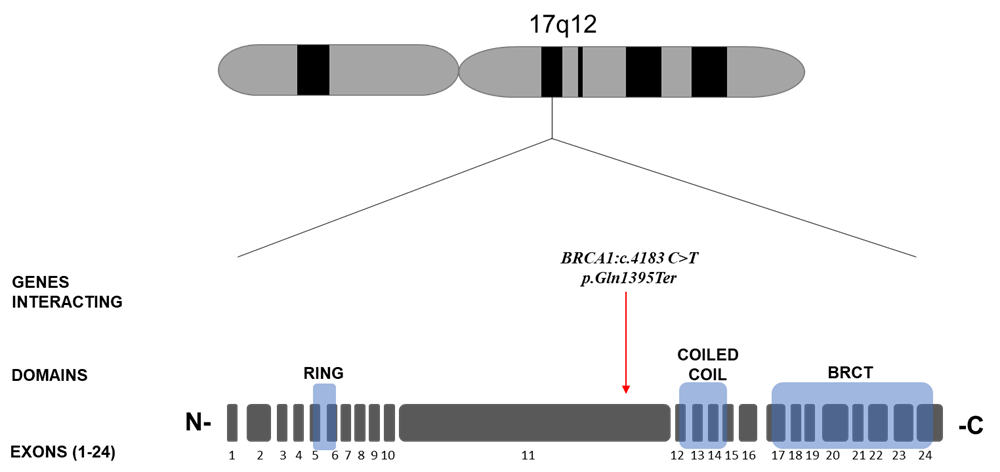 17q12
BRCA1:c.4183 C>T
p.Gln1395Ter
GENES
INTERACTING
COILED
COIL
DOMAINS
RING
BRCT
N-
-C
EXONS (1-24)
1 2 3 4 5 6 7 8 9 10 11 12 13 14 15 16 17 18 19 20 21 22 23 24